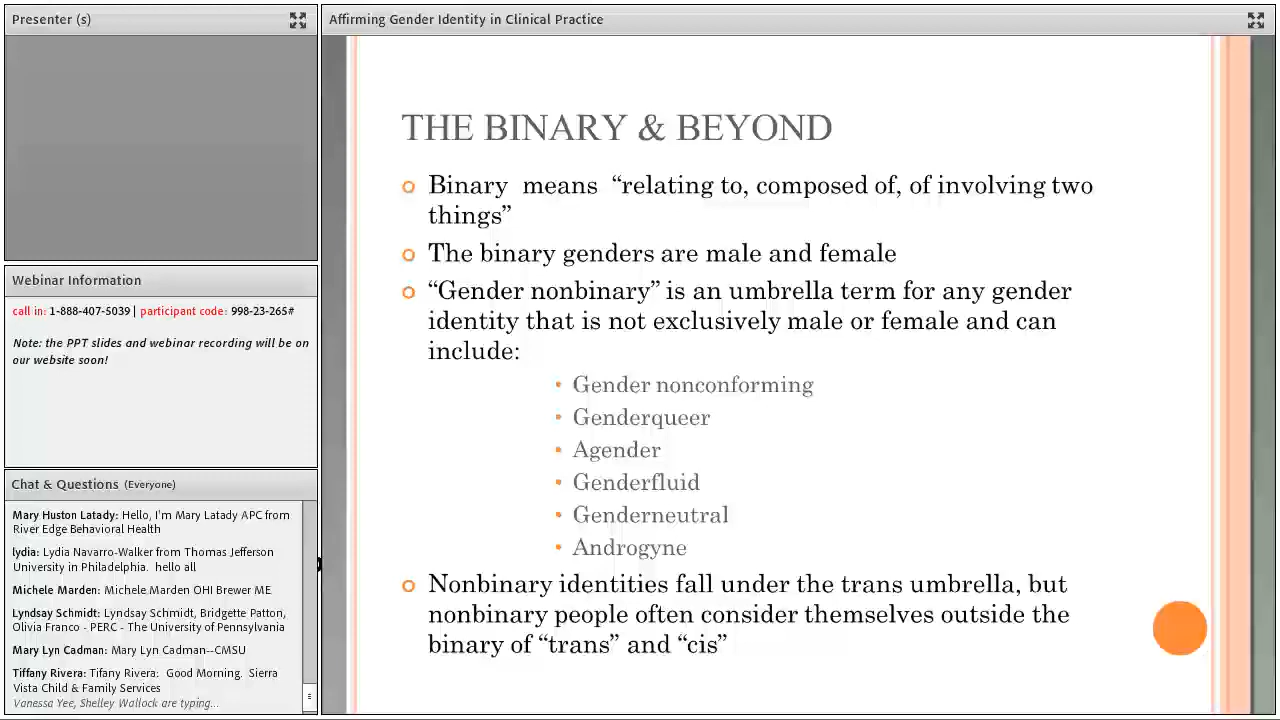 Presenter (s)
Webinar Information
call in: 1-888-407-5039 | participant code: 998-23-265#
Note: the PPT slides and webinar recording will be on
our website soon!
Chat & Questions (Everyone)
Mary Huston Latady: Hello, I'm Mary Latady APC from
River Edge Behavioral Health
lydia: Lydia Navarro-Walker from Thomas Jefferson
University in Philadelphia. hello all
Michele Marden: Michele Marden OHI Brewer ME
Lyndsay Schmidt: Lyndsay Schmidt, Bridgette Patton,
Olivia Franco - PERC - The University of Pennsylvania
Mary Lyn Cadman: Mary Lyn Cadman--CMSU
Tiffany Rivera: Tifany Rivera: Good Morning. Sierra
Vista Child & Family Services
Vanessa Yee, Shelley Wallock are typing...
Affirming Gender Identity in Clinical Practice
THE BINARY & BEYOND
Binary means “relating to, composed of, of involving two
things”
The binary genders are male and female
“Gender nonbinary” is an umbrella term for any gender
identity that is not exclusively male or female and can
include:
Gender nonconforming
Genderqueer
Agender
Genderfluid
Genderneutral
Androgyne
Nonbinary identities fall under the trans umbrella, but
nonbinary people often consider themselves outside the
binary of “trans” and “cis”